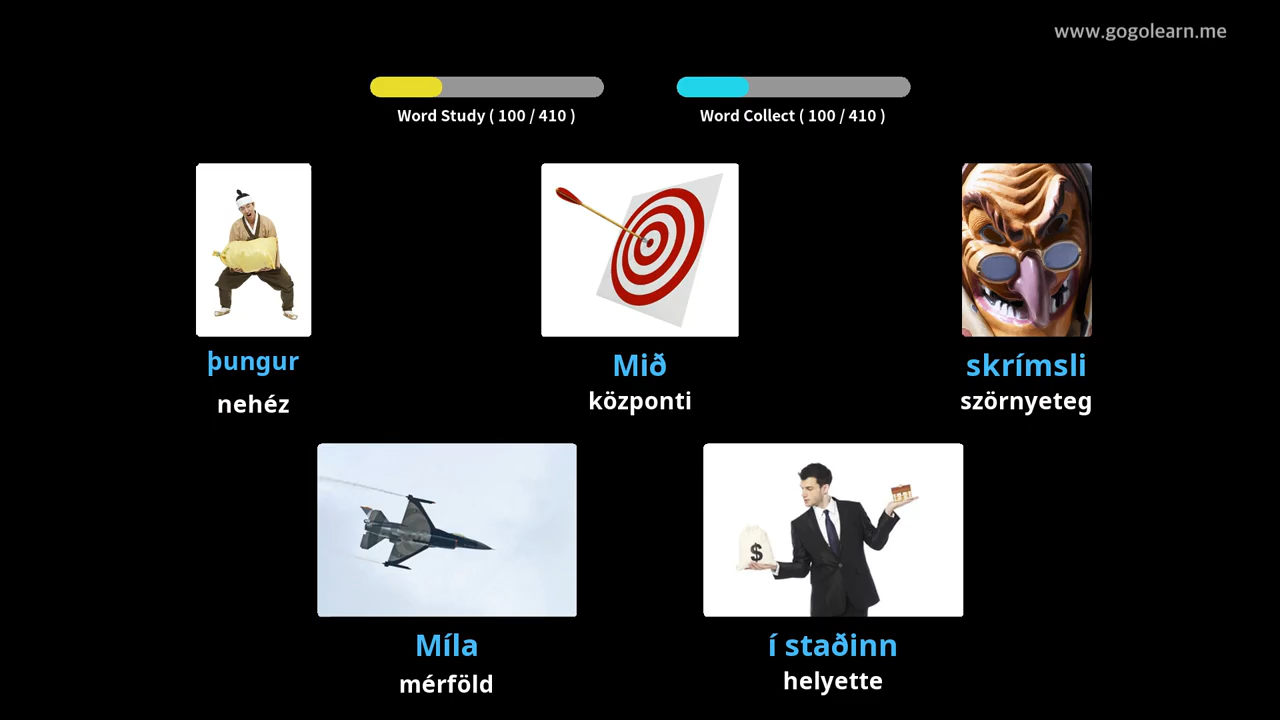 www.gogolearn.me
Word Study ( 100 / 410 )
Word Collect ( 100 / 410 )
þungur
nehéz
Mið
központi
skrímsli
szörnyeteg
$
Míla
mérföld
í staðinn
helyette